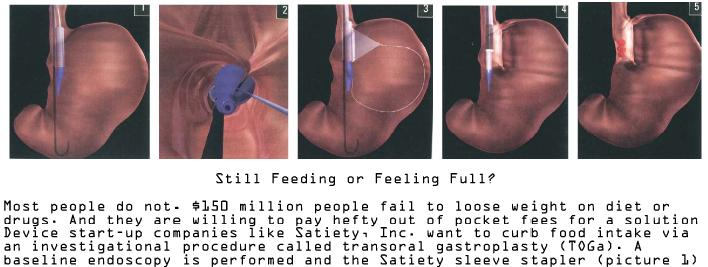 1 2 3 4 5
Still Feeding or Feeling Full?
Most people do not. $150 million people fail to loose weight on diet or
drugs. And they are willing to pay hefty out of pocket fees for a solution
Device start-up companies like Satiety, Inc. want to curb food intake via
an investigational procedure called transoral gastroplasty (TOGa). A
baseline endoscopy is performed and the Satiety sleeve stapler (picture 1)